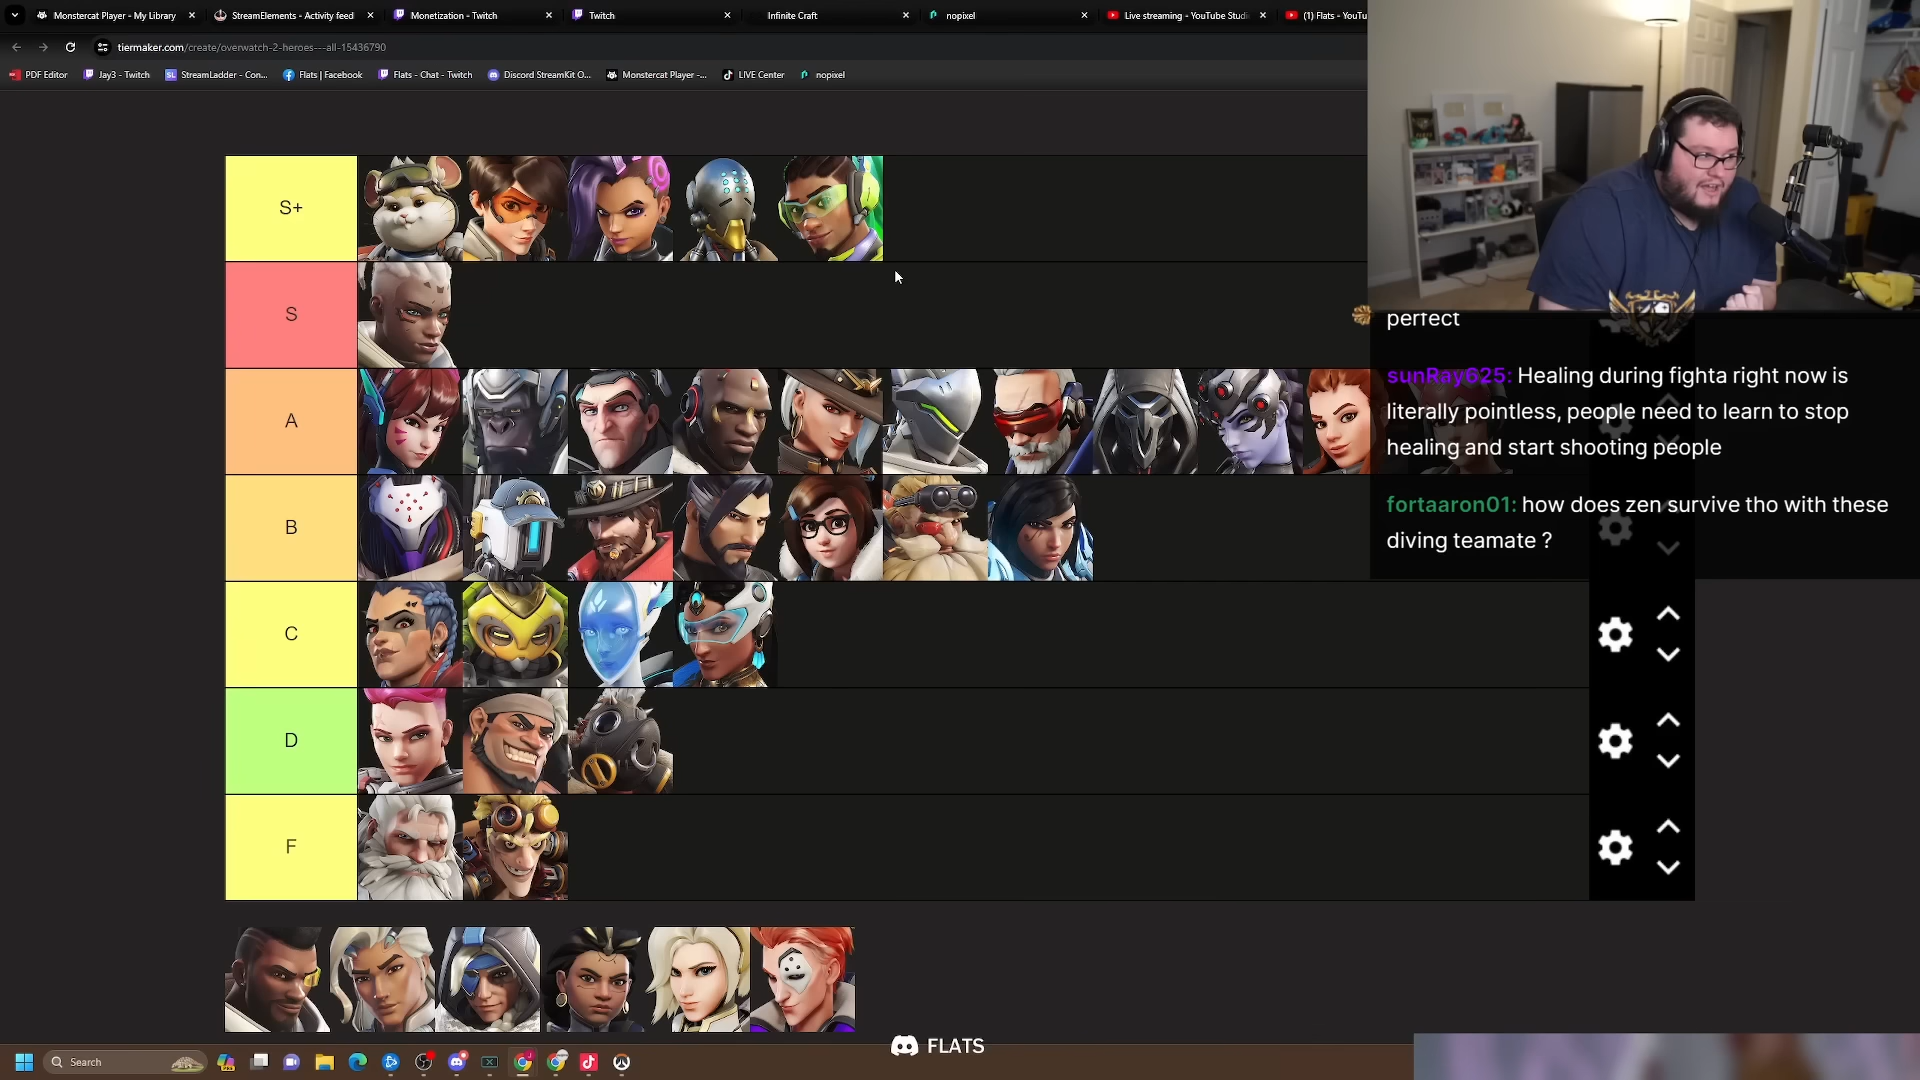 Monstercat Player - My Library
StreamElements - Activity feed
Monetization - Twitch
Twitch
Infinite Craft
nopixel
Live streaming - YouTube Studi
(1) Flats - YouTu
tiermaker.com/create/overwatch-2-heroes---all-15436790
PDF Editor
Jay3 - Twitch
StreamLadder - Con...
Flats | Facebook
Flats - Chat - Twitch
Discord StreamKit O...
Monstercat Player -...
LIVE Center
nopixel
S+
S
perfect
A
sunRay625: Healing during fighta right now is
literally pointless, people need to learn to stop
healing and start shooting people
B
fortaaron01: how does zen survive tho with these
diving teamate ?
C
D
F
FLATS
Search